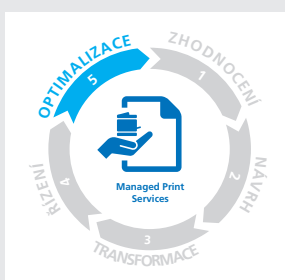 ZHODNOCENÍ
1
NÁVRH
2
TRANSFORMACE
3
ŘÍZENÍ
4
OPTIMALIZACE
5
Managed Print
Services